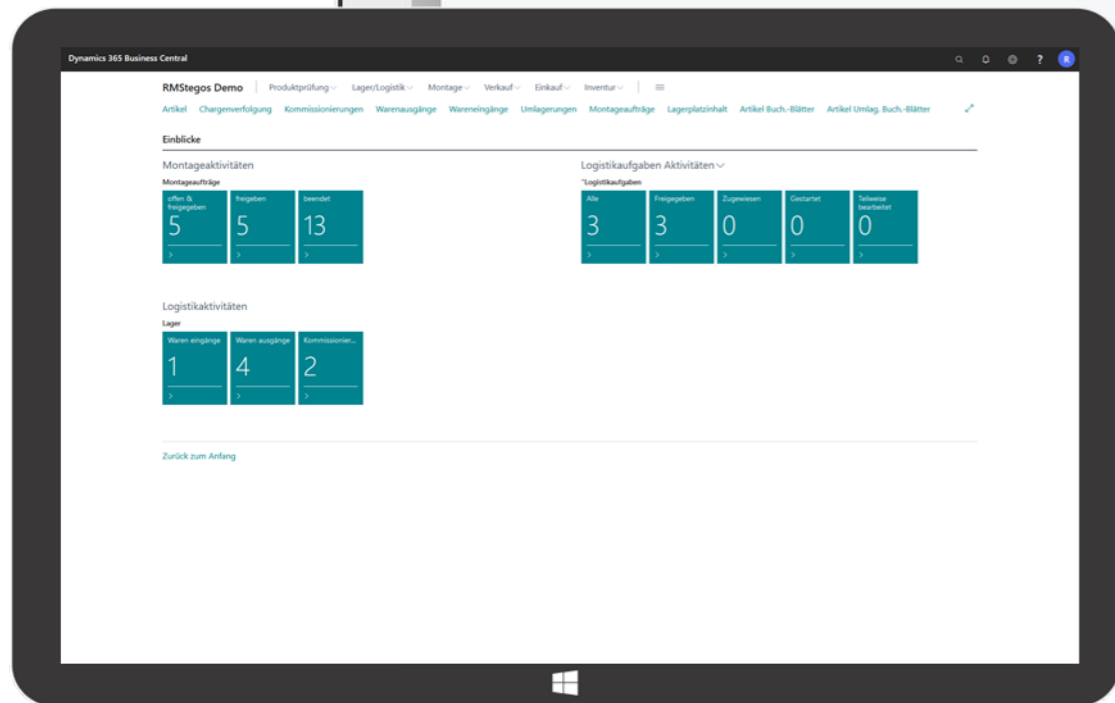 Dynamics 365 Business Central
?
R
RMStegos Demo
Produktprüfung
Lager/Logistik
Montage
Verkauf
Einkauf
Inventur
Artikel
Chargenverfolgung
Kommissionierungen
Warenausgänge
Wareneingänge
Umlagerungen
Montageaufträge
Lagerplatzinhalt
Artikel Buch.-Blätter
Artikel Umlag. Buch.-Blätter
Einblicke
Montageaktivitäten
Montageaufträge
offen &
freigegeben
5
freigeben
5
beendet
13
Logistikaufgaben Aktivitäten
"Logistikaufgaben
Alle
3
Freigegeben
3
Zugewiesen
0
Gestartet
0
Teilweise
bearbeitet
0
Logistikaktivitäten
Lager
Waren eingänge
1
Waren ausgänge
4
Kommissionier...
2
Zurück zum Anfang